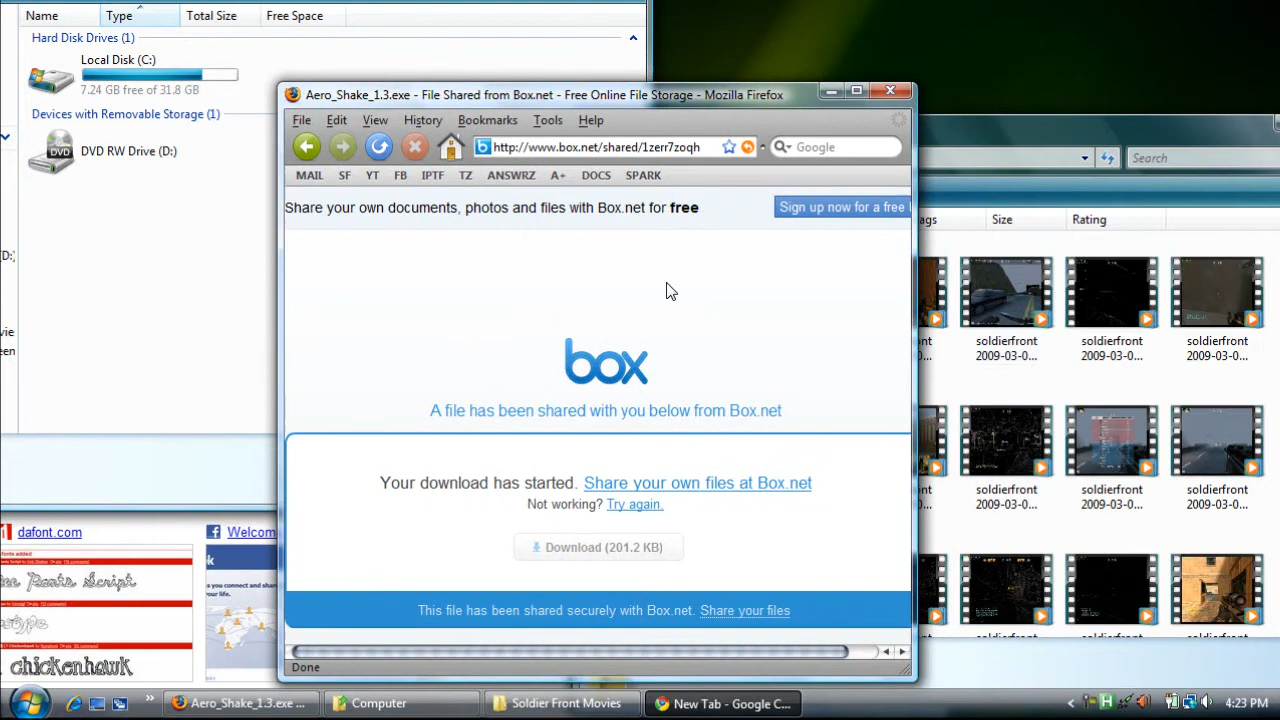 Name Type Total Size Free Space
Hard Disk Drives (1)
Local Disk (C:)
7.24 GB free of 31.8 GB
Devices with Removable Storage (1)
DVD
DVD RW Drive (D:)
Aero_Shake_1.3.exe - File Shared from Box.net - Free Online File Storage - Mozilla Firefox
File Edit View History Bookmarks Tools Help
http://www.box.net/shared/1zerr7zoqh
Google
MAIL SF YT FB IPTF TZ ANSWRZ A+ DOCS SPARK
Share your own documents, photos and files with Box.net for free
Sign up now for a free
box
A file has been shared with you below from Box.net
Your download has started. Share your own files at Box.net
Not working? Try again.
Download (201.2 KB)
This file has been shared securely with Box.net. Share your files
Done
Search
ags Size Rating
ront
soldierfront
2009-03-0...
soldierfront
2009-03-0...
soldierfront
2009-03-0...
ront
soldierfront
2009-03-0...
soldierfront
2009-03-0...
soldierfront
2009-03-0...
(D:
vie
een
dafont.com
Welcom
chickenhawk
Aero_Shake_1.3.exe ...
Computer
Soldier Front Movies
New Tab - Google C...
4:23 PM